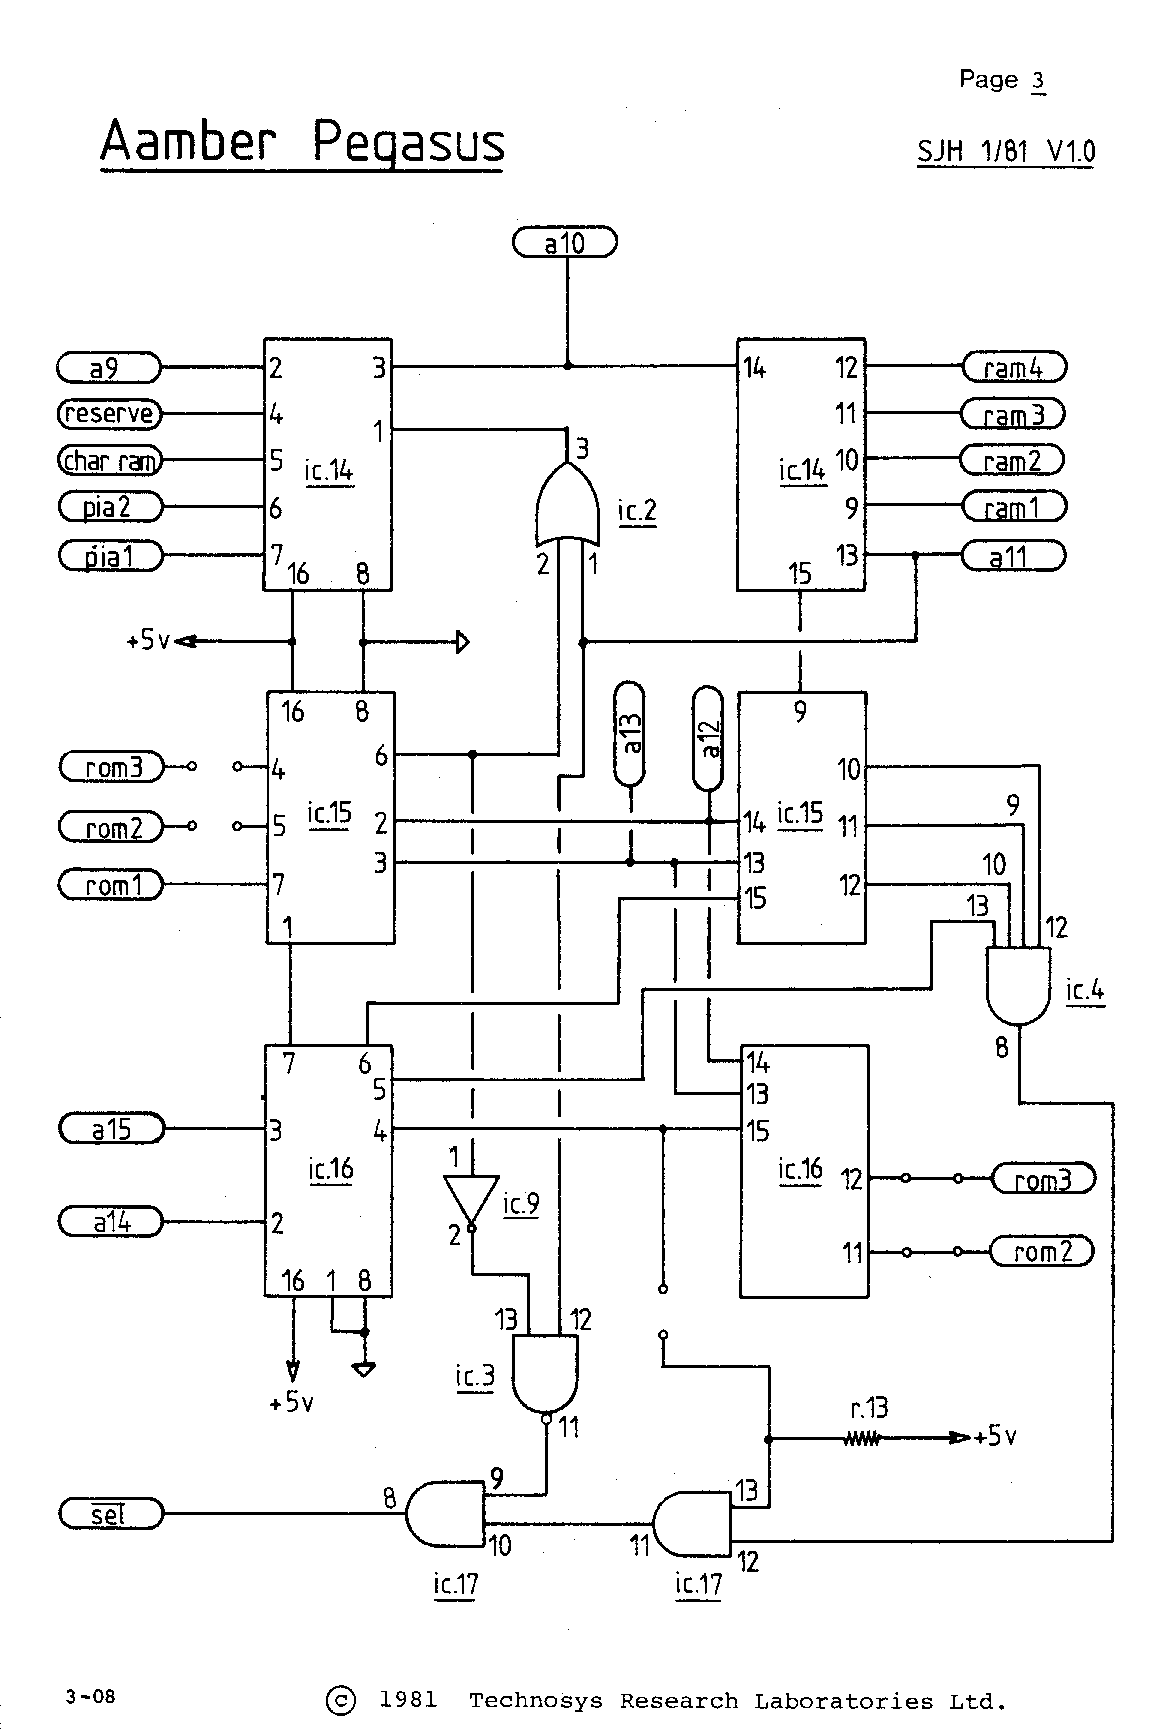 Page 3
Aamber Pegasus
SJH 1/81 V1.0
a10
a9 2 3 14 12 ram4
reserve 4 1 3 11 ram3
char ram 5 ic.14 ic.14 10 ram2
pia2 6 ic.2 9 ram1
pia1 7 16 8 2 1 15 13 a11
+5v
16 8 a13 a12 9
rom3 4 6 10
rom2 5 ic.15 2 14 ic.15 11 9
3 13
rom1 7 15 12 10
1 13 12
ic.4
7 6 8
5 14
13
a15 3 4 15
ic.16 1 ic.16 12 rom3
a14 2 ic.9
2 11 rom2
16 1 8
13 12
ic.3
+5v
11 r.13 +5v
9 13
sel 8
10 11 12
ic.17 ic.17
3-08 © 1981 Technosys Research Laboratories Ltd.